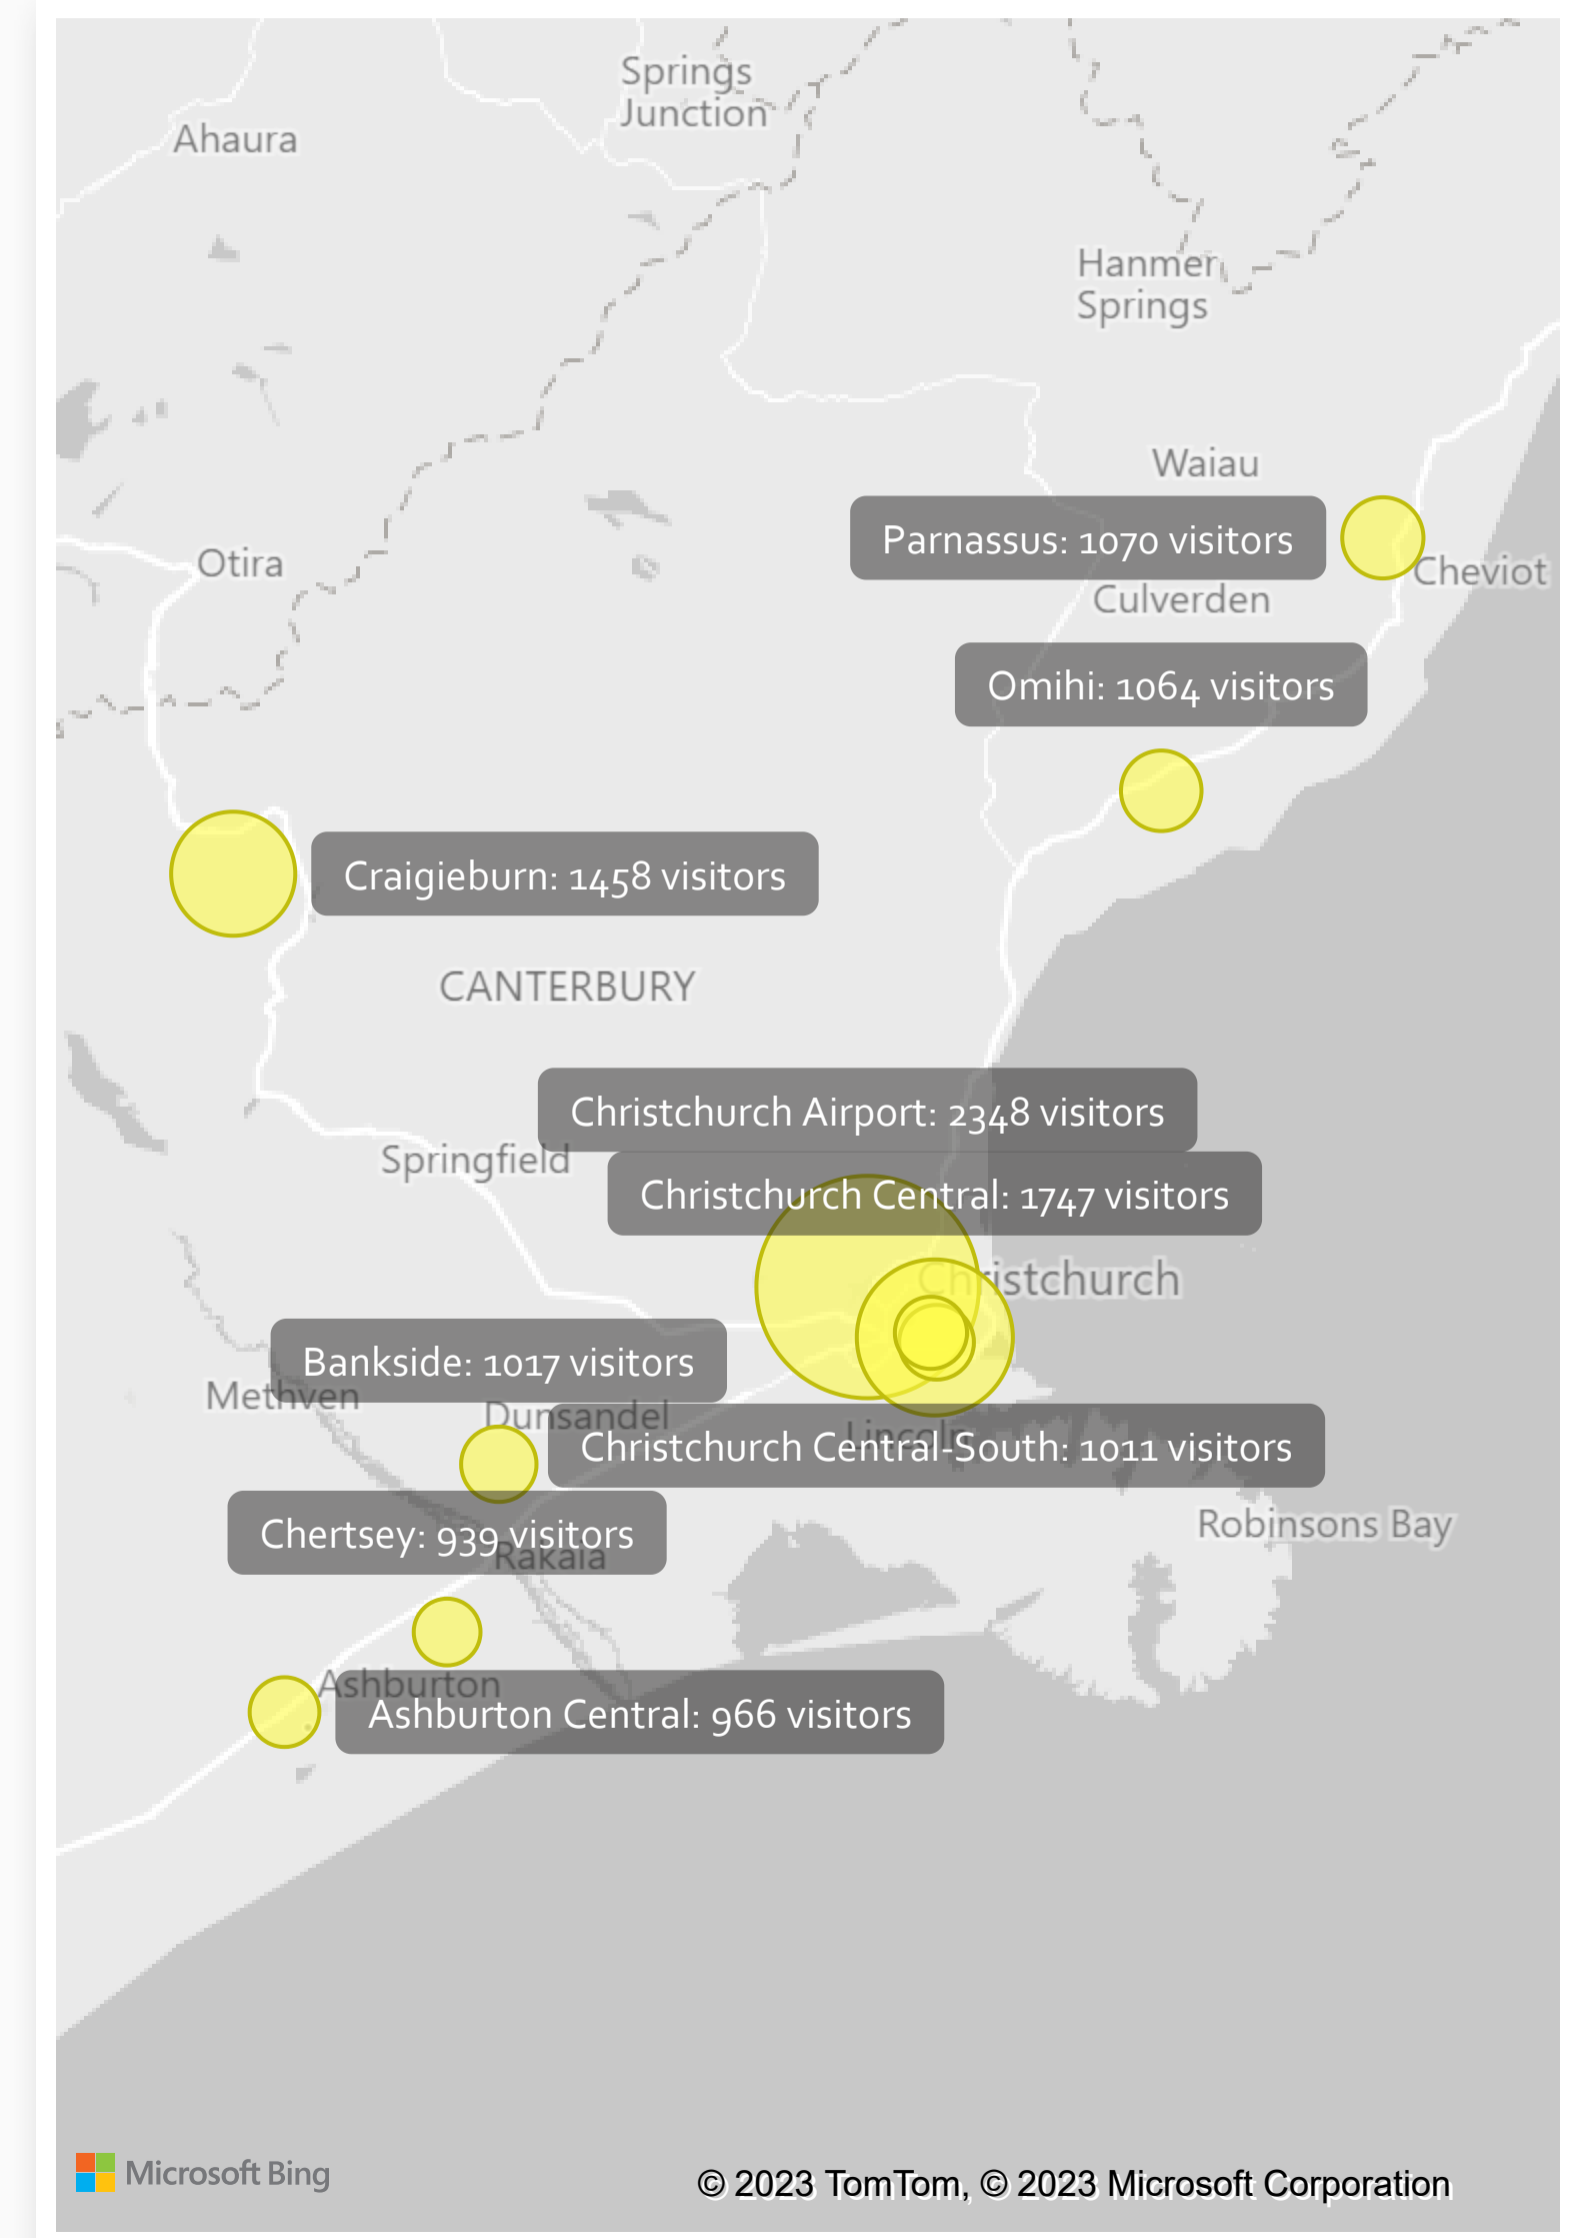 Springs
Junction
Ahaura
Hanmer
Springs
Waiau
Parnassus: 1070 visitors
Otira
Cheviot
Culverden
Omihi: 1064 visitors
Craigieburn: 1458 visitors
CANTERBURY
Christchurch Airport: 2348 visitors
Springfield
Christchurch Central: 1747 visitors
Christchurch
Bankside: 1017 visitors
Methven
Dunsandel
Lincoln
Christchurch Central-South: 1011 visitors
Robinsons Bay
Chertsey: 939 visitors
Rakaia
Ashburton
Ashburton Central: 966 visitors
Microsoft Bing
© 2023 TomTom, © 2023 Microsoft Corporation